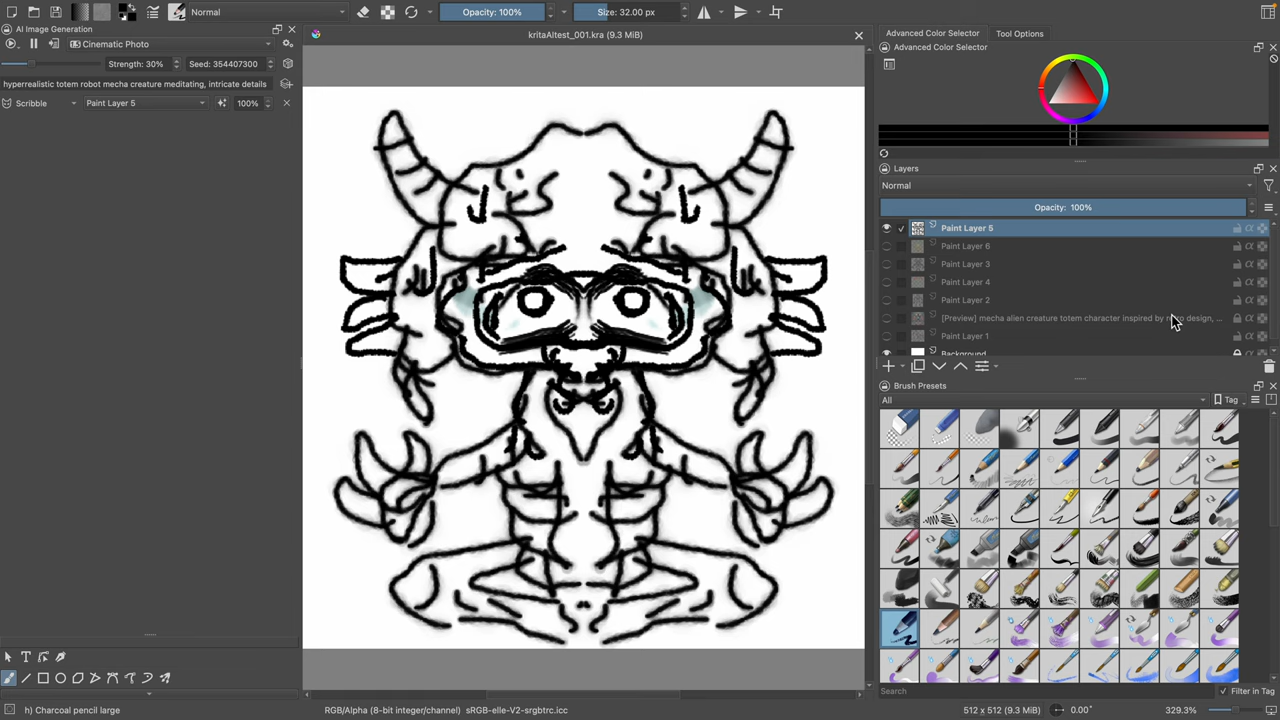 Normal
Opacity: 100%
Size: 32.00 px
AI Image Generation
kritaAItest_001.kra (9.3 MiB)
Advanced Color Selector
Tool Options
Cinematic Photo
Advanced Color Selector
Strength: 30%
Seed: 354407300
hyperrealistic totem robot mecha creature meditating, intricate details
Scribble
Paint Layer 5
100%
Layers
Normal
Opacity: 100%
Paint Layer 5
Paint Layer 6
Paint Layer 3
Paint Layer 4
Paint Layer 2
[Preview] mecha alien creature totem character inspired by design, ...
Paint Layer 1
Background
Brush Presets
All
Tag
Search
Filter in Tag
h) Charcoal pencil large
RGB/Alpha (8-bit integer/channel) sRGB-elle-V2-srgbtrc.icc
512 x 512 (9.3 MiB)
0.00°
329.3%